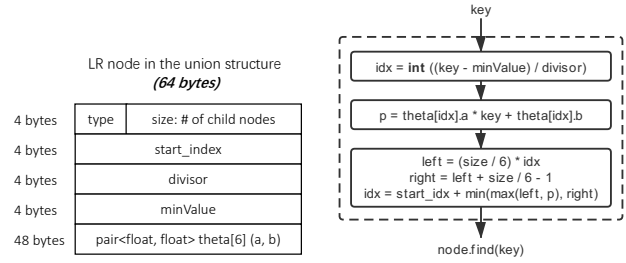 LR node in the union structure
(64 bytes)
4 bytes
type
size: # of child nodes
4 bytes
start_index
4 bytes
divisor
4 bytes
minValue
48 bytes
pair<float, float> theta[6] (a, b)
key
idx = int ((key - minValue) / divisor)
p = theta[idx].a * key + theta[idx].b
left = (size / 6) * idx
right = left + size / 6 - 1
idx = start_idx + min(max(left, p), right)
node.find(key)